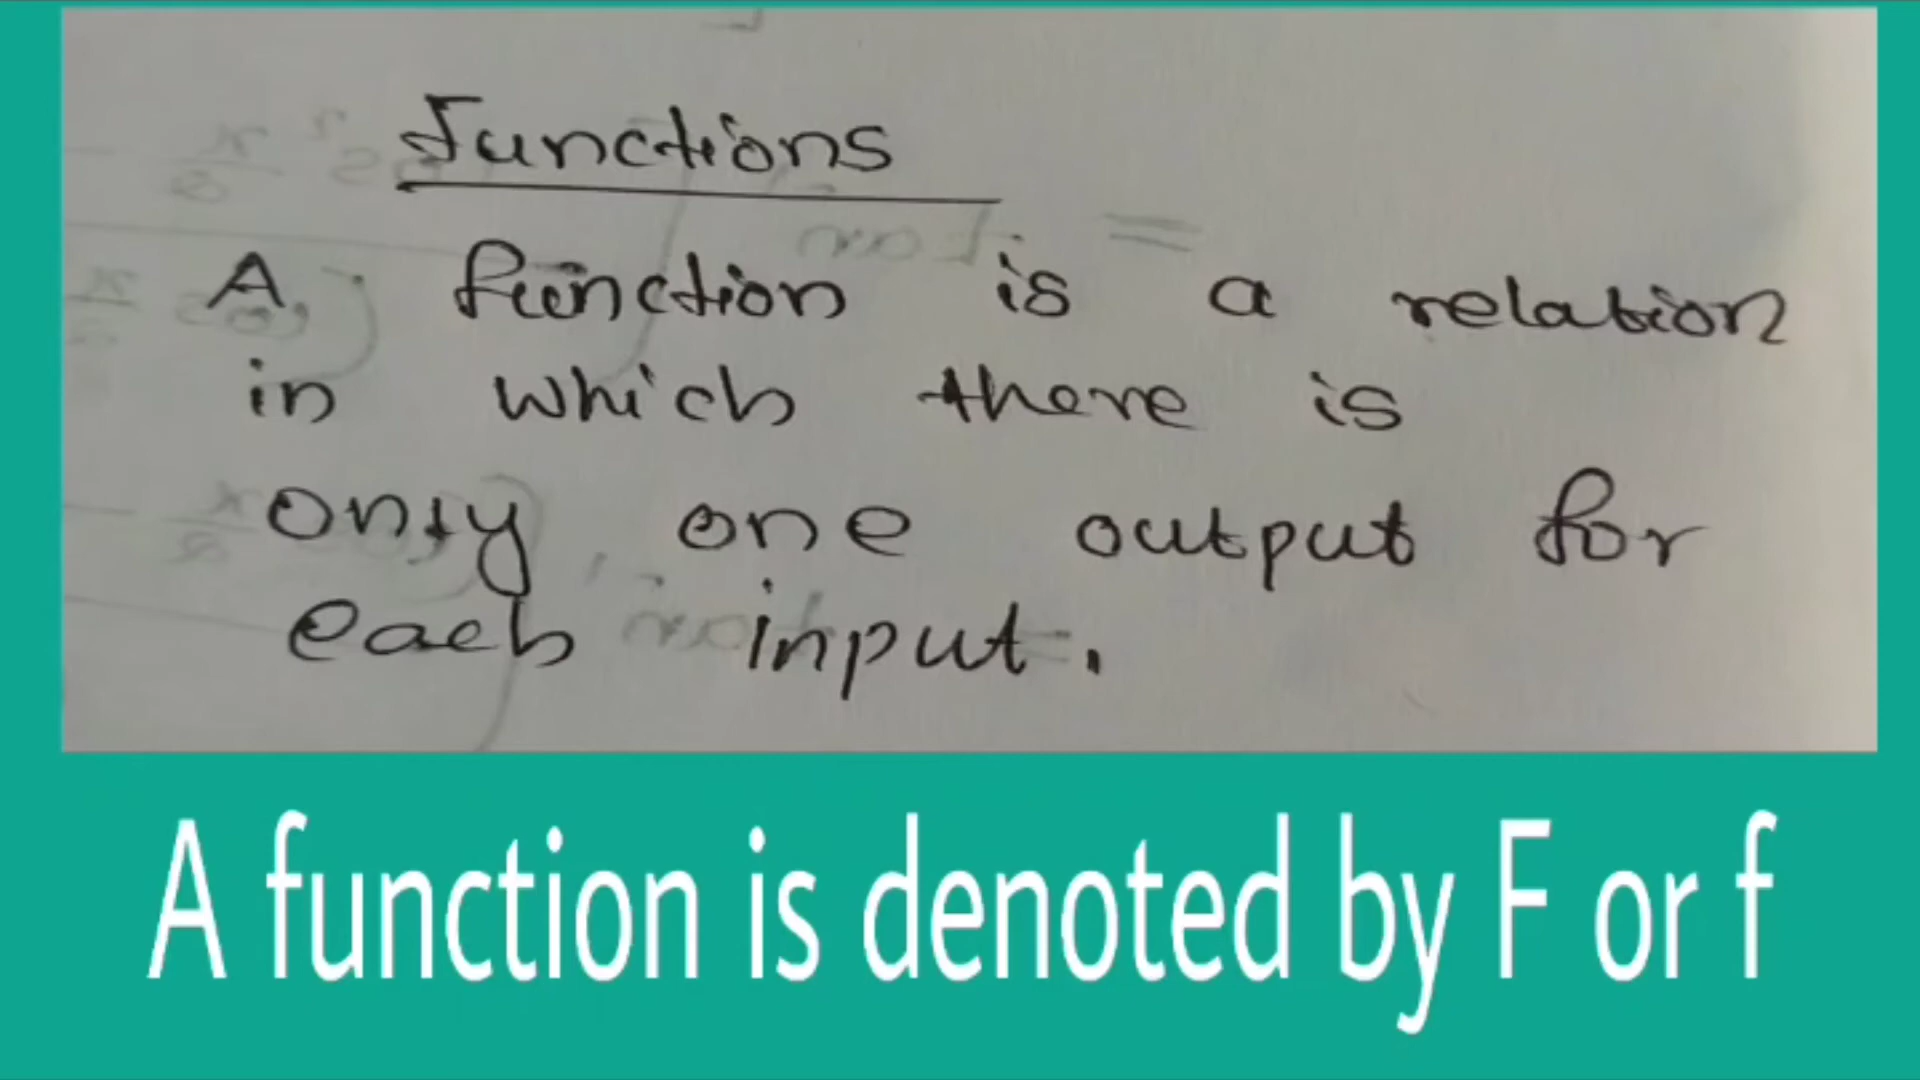 Functions
A function is a relation
in which there is
only one output for
each input.
A function is denoted by F or f